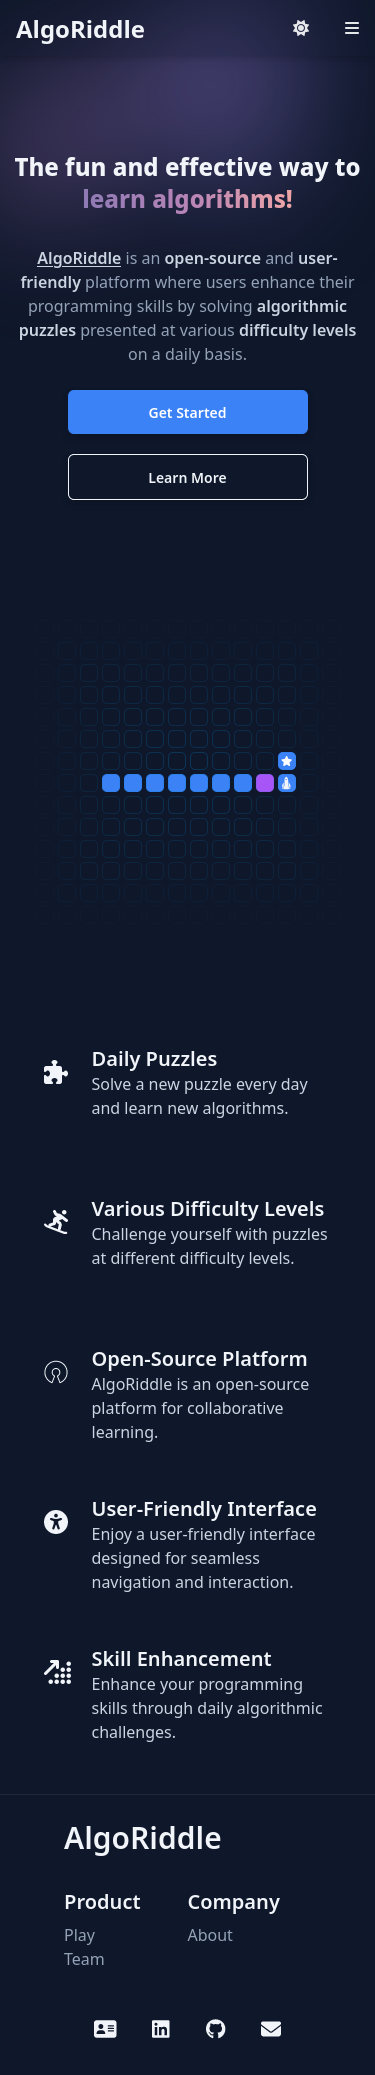 AlgoRiddle
The fun and effective way to
learn algorithms!
AlgoRiddle is an open-source and user-
friendly platform where users enhance their
programming skills by solving algorithmic
puzzles presented at various difficulty levels
on a daily basis.
Get Started
Learn More
Daily Puzzles
Solve a new puzzle every day
and learn new algorithms.
Various Difficulty Levels
Challenge yourself with puzzles
at different difficulty levels.
Open-Source Platform
AlgoRiddle is an open-source
platform for collaborative
learning.
User-Friendly Interface
Enjoy a user-friendly interface
designed for seamless
navigation and interaction.
Skill Enhancement
Enhance your programming
skills through daily algorithmic
challenges.
AlgoRiddle
Product
Play
Team
Company
About